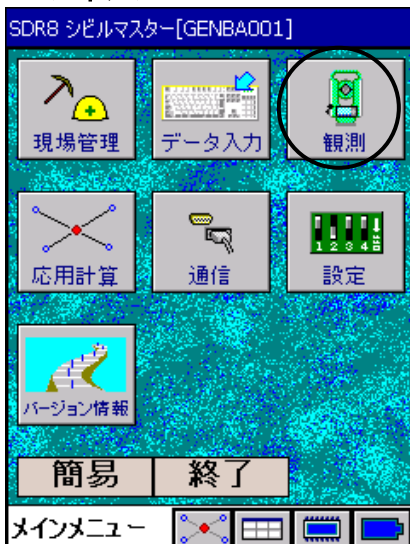 SDR8 シビルマスター[GENBA001]
現場管理 データ入力 観測
応用計算 通信 設定
1 2 3 4 OFF
バージョン情報
簡易 終了
メインメニュー